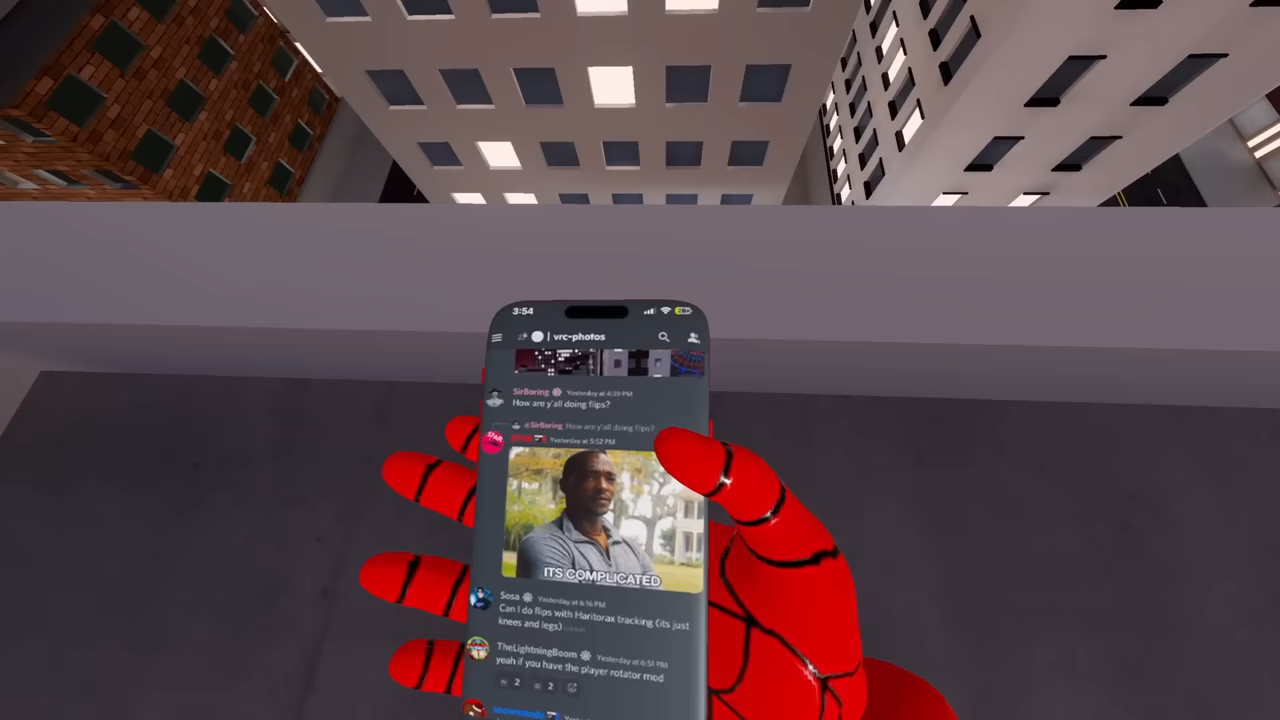 3:54
| vrc-photos
SirBoring Yesterday at 4:39 PM
How are y'all doing flips?
@SirBoring How are y'all doing flips?
Yesterday at 5:52 PM
STAR
ITS COMPLICATED
Sosa Yesterday at 6:16 PM
Can I do flips with Haritorax tracking (its just
knees and legs)
TheLightningBoom Yesterday at 6:51 PM
yeah if you have the player rotator mod
2 2